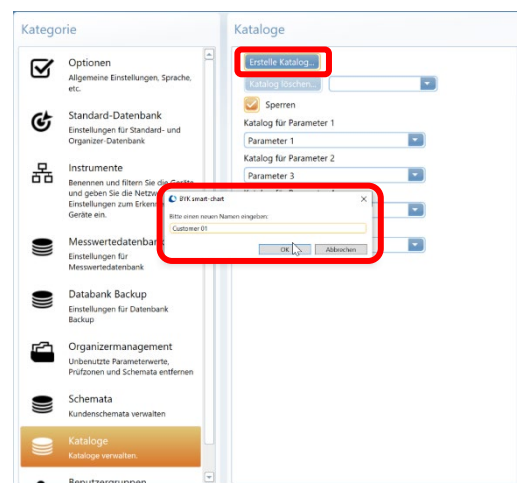 Kategorie
Optionen
Allgemeine Einstellungen, Sprache,
etc.
Standard-Datenbank
Einstellungen für Standard- und
Organizer-Datenbank
Instrumente
Benennen und filtern Sie die Geräte
und geben Sie die Netzw
Einstellungen zum Erkenn
Geräte ein.
Messwertedatenbank
Einstellungen für
Messwertedatenbank
Databank Backup
Einstellungen für Datenbank
Backup
Organizermanagement
Unbenutzte Parameterwerte,
Prüfzonen und Schemata entfernen
Schemata
Kundenschemata verwalten
Kataloge
Kataloge verwalten.
Benutzergruppen
Kataloge
Erstelle Katalog...
Katalog löschen...
Sperren
Katalog für Parameter 1
Parameter 1
Katalog für Parameter 2
Parameter 3
BYK smart-chart
Bitte einen neuen Namen eingeben:
Customer 01
OK
Abbrechen